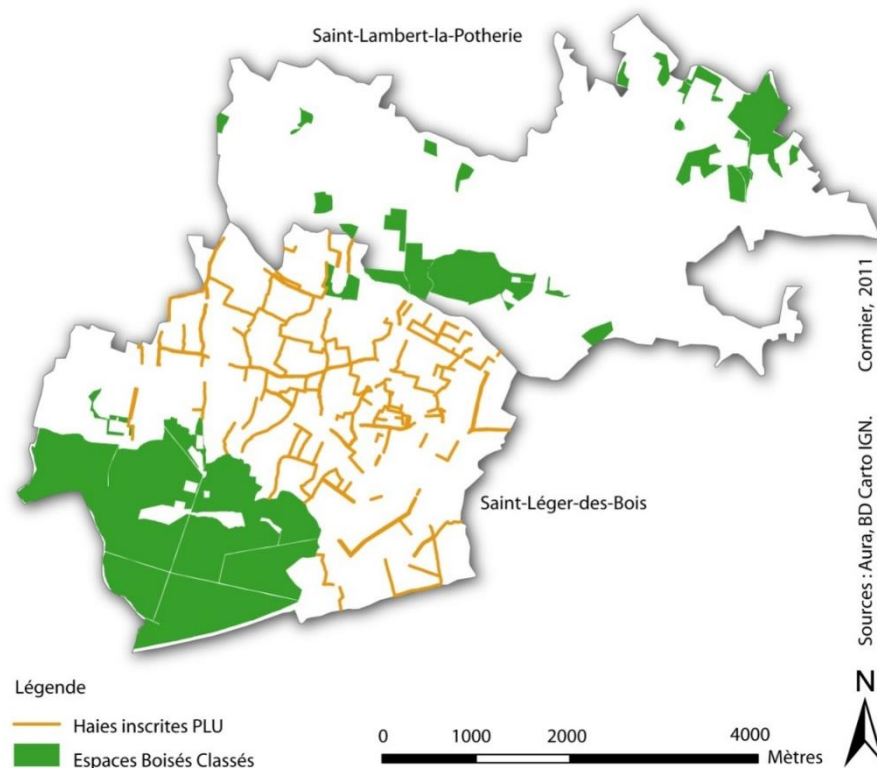 Saint-Lambert-la-Potherie
Saint-Léger-des-Bois
Sources : Aura, BD Carto IGN. Cormier, 2011
Légende
Haies inscrites PLU
Espaces Boisés Classés
0 1000 2000 4000
Mètres
N